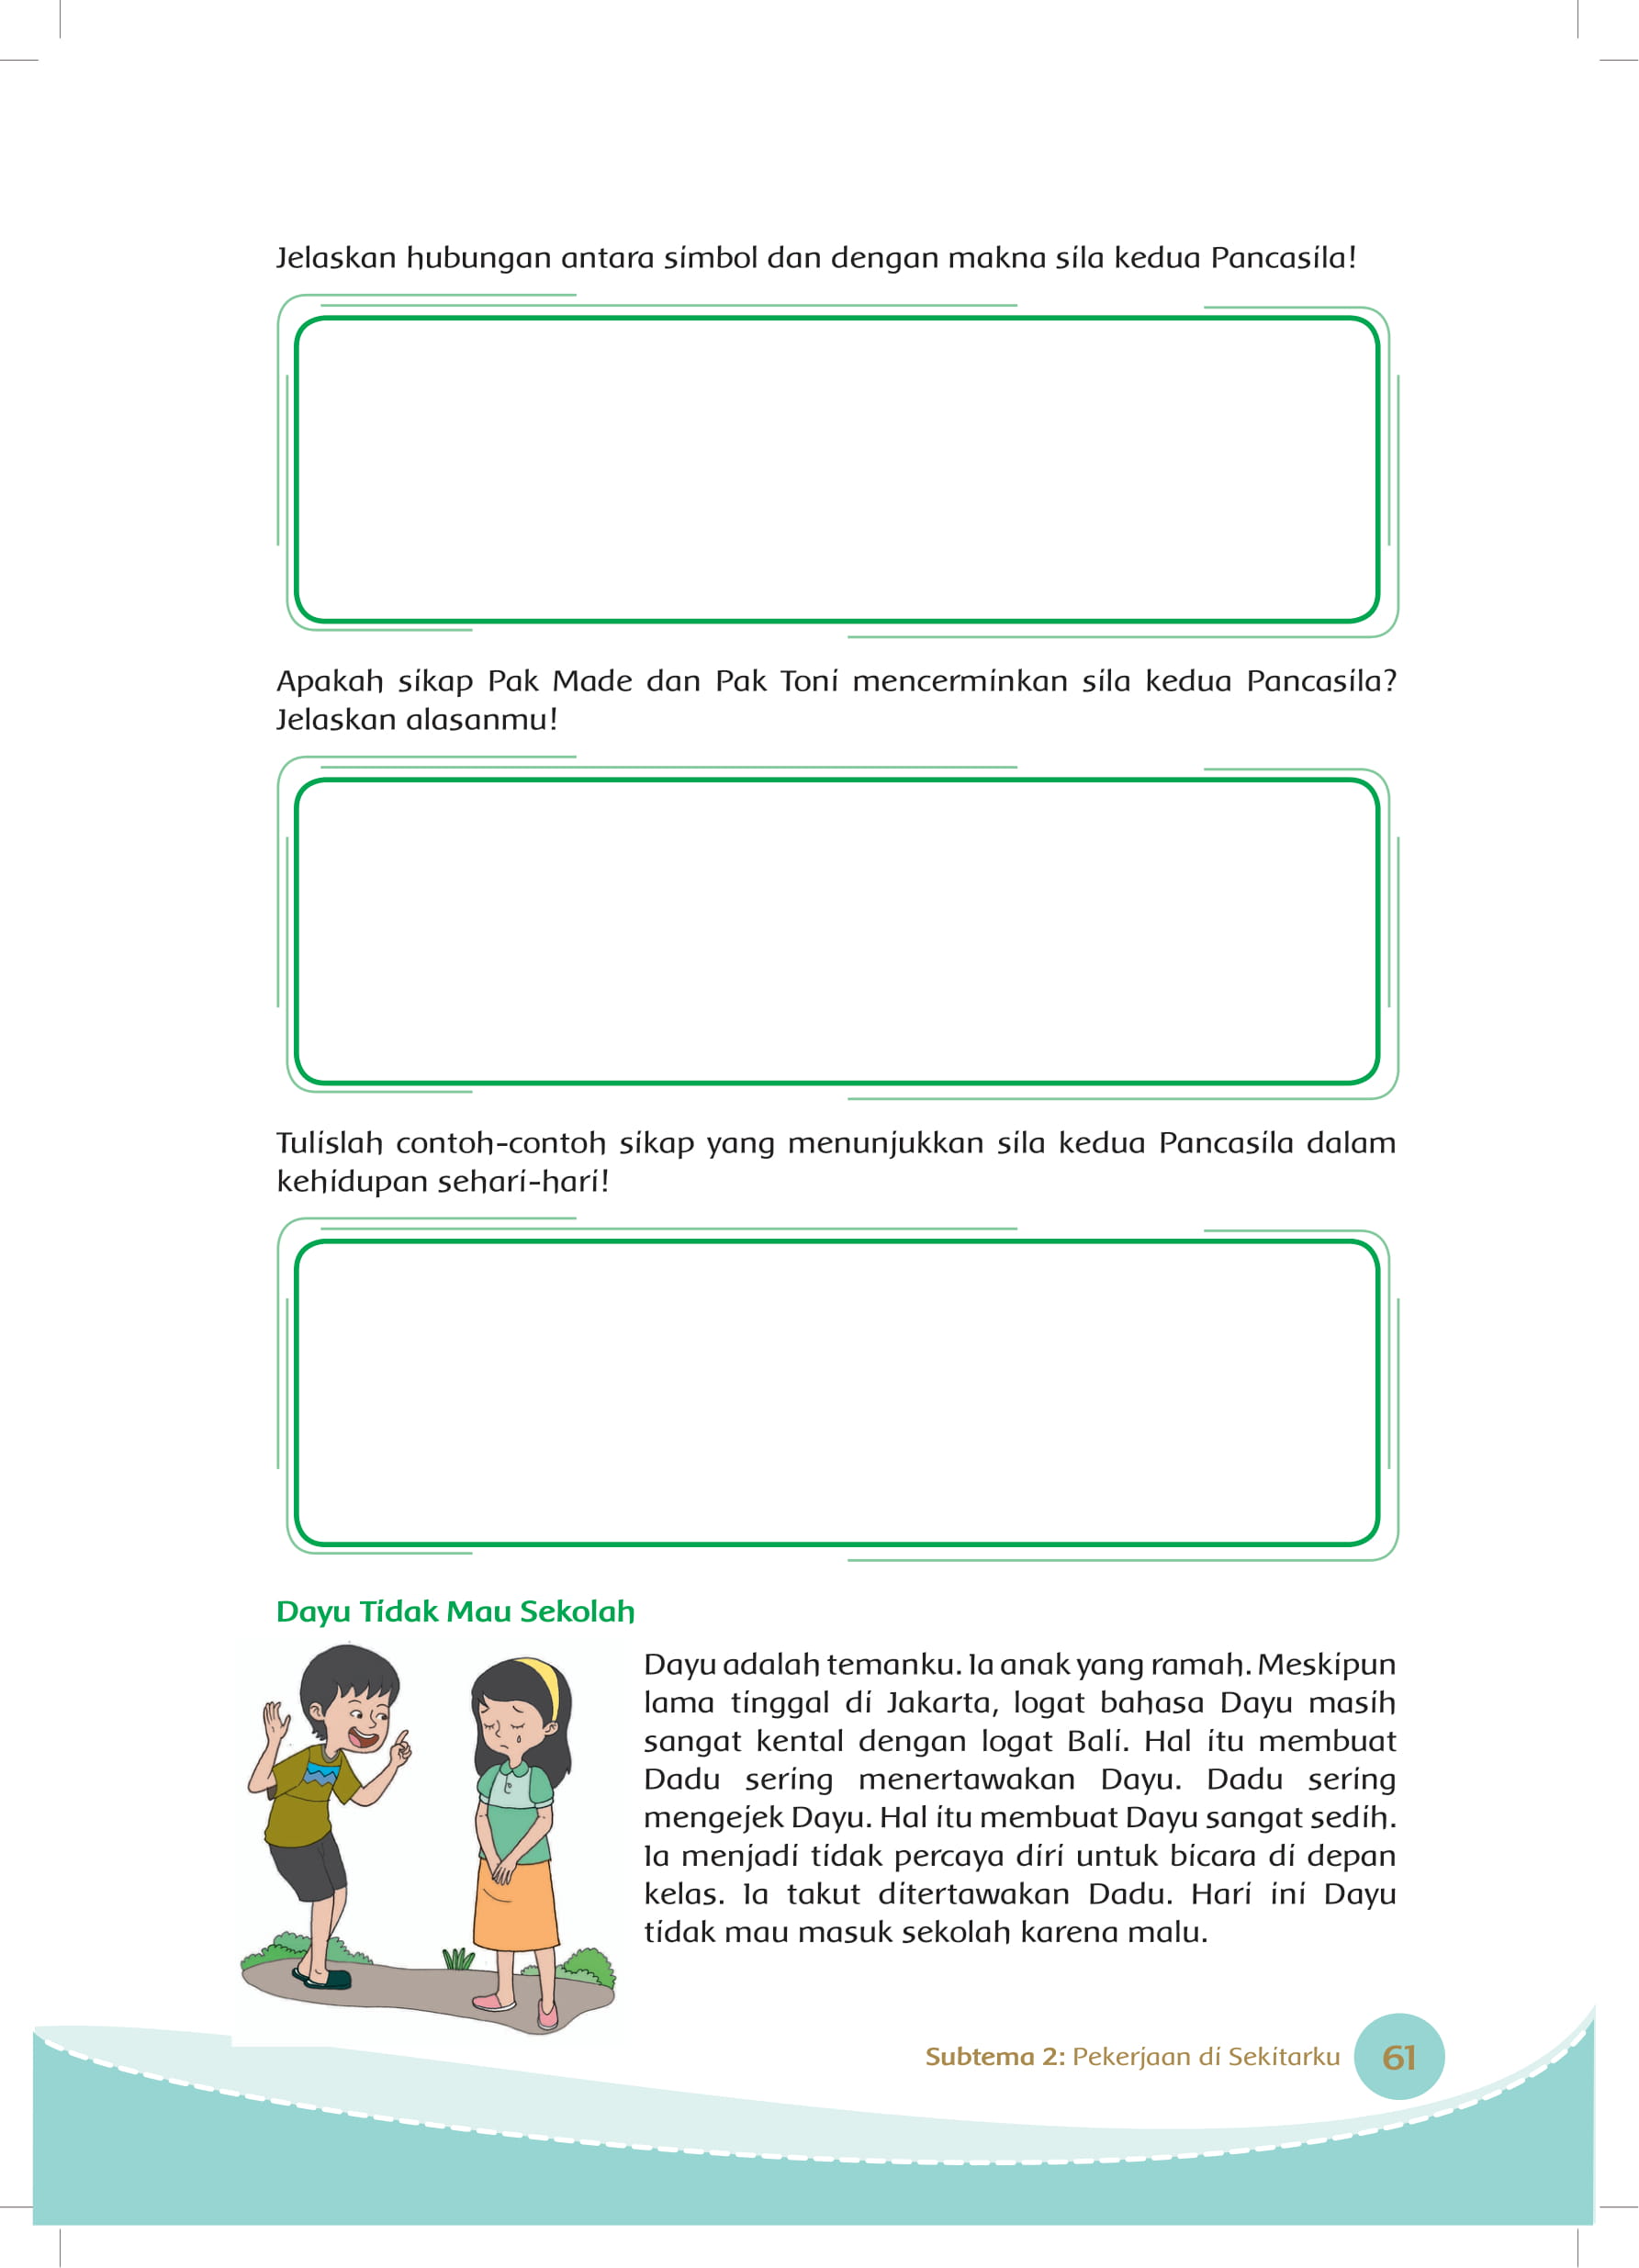 Jelaskan hubungan antara simbol dan dengan makna sila kedua Pancasila!
Apakah sikap Pak Made dan Pak Toni mencerminkan sila kedua Pancasila?
Jelaskan alasanmu!
Tulislah contoh-contoh sikap yang menunjukkan sila kedua Pancasila dalam
kehidupan sehari-hari!
Dayu Tidak Mau Sekolah
Dayu adalah temanku. Ia anak yang ramah. Meskipun
lama tinggal di Jakarta, logat bahasa Dayu masih
sangat kental dengan logat Bali. Hal itu membuat
Dadu sering menertawakan Dayu. Dadu sering
mengejek Dayu. Hal itu membuat Dayu sangat sedih.
Ia menjadi tidak percaya diri untuk bicara di depan
kelas. Ia takut ditertawakan Dadu. Hari ini Dayu
tidak mau masuk sekolah karena malu.
Subtema 2: Pekerjaan di Sekitarku 61